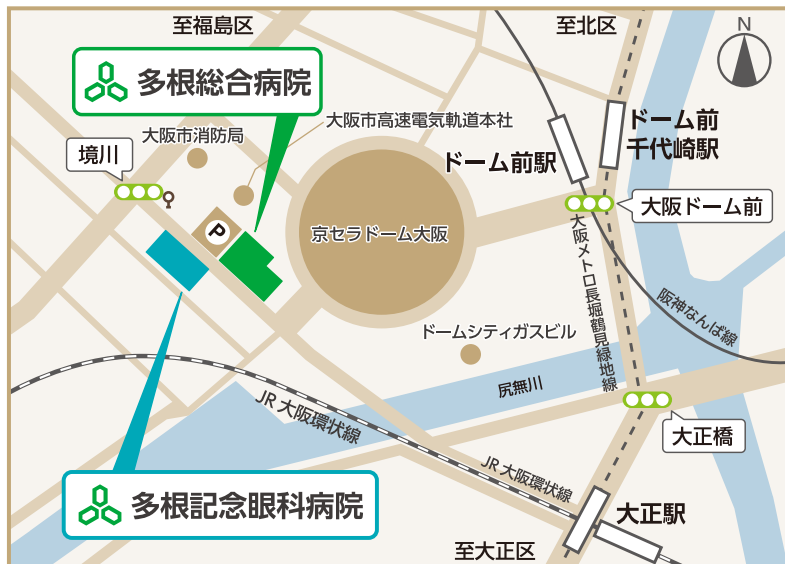 至福島区
至北区
N
多根総合病院
大阪市高速電気軌道本社
大阪市消防局
境川
ドーム前駅
ドーム前
千代崎駅
大阪ドーム前
P
京セラドーム大阪
大阪メトロ長堀鶴見緑地線
阪神なんば線
ドームシティガスビル
尻無川
JR大阪環状線
大正橋
JR大阪環状線
多根記念眼科病院
大正駅
至大正区